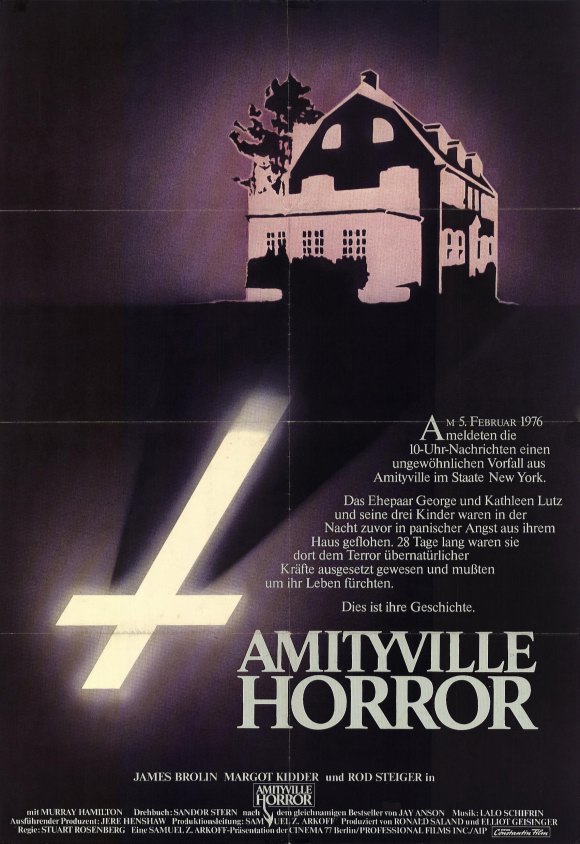 AM 5. FEBRUAR 1976
meldeten die
10-Uhr-Nachrichten einen
ungewöhnlichen Vorfall aus
Amityville im Staate New York.
Das Ehepaar George und Kathleen Lutz
und seine drei Kinder waren in der
Nacht zuvor in panischer Angst aus ihrem
Haus geflohen. 28 Tage lang waren sie
dort dem Terror übernatürlicher
Kräfte ausgesetzt gewesen und mußten
um ihr Leben fürchten.
Dies ist ihre Geschichte.
AMITYVILLE
HORROR
JAMES BROLIN MARGOT KIDDER und ROD STEIGER in
AMITYVILLE
HORROR
mit MURRAY HAMILTON Drehbuch: SANDOR STERN nach dem gleichnamigen Bestseller von JAY ANSON Musik: LALO SCHIFRIN
Ausführender Produzent: JERE HENSHAW Produktionsleitung: SAMUEL Z. ARKOFF Produziert von RONALD SALAND und ELLIOT GEISINGER
Regie: STUART ROSENBERG Eine SAMUEL Z. ARKOFF-Präsentation der CINEMA 77 Berlin/PROFESSIONAL FILMS INC./AIP
Constantin Film